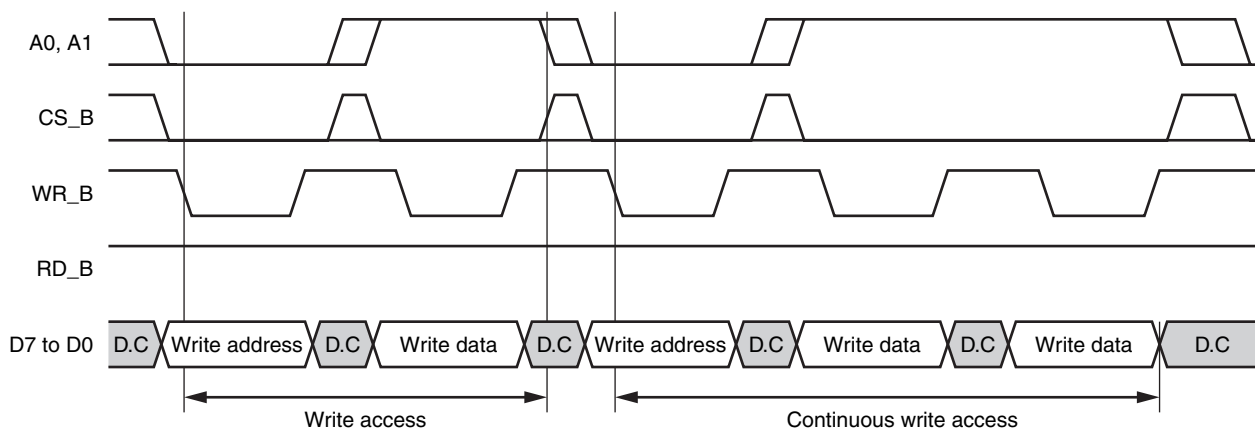 A0, A1
CS_B
WR_B
RD_B
D7 to D0 D.C Write address D.C Write data D.C Write address D.C Write data D.C Write data D.C
Write access Continuous write access